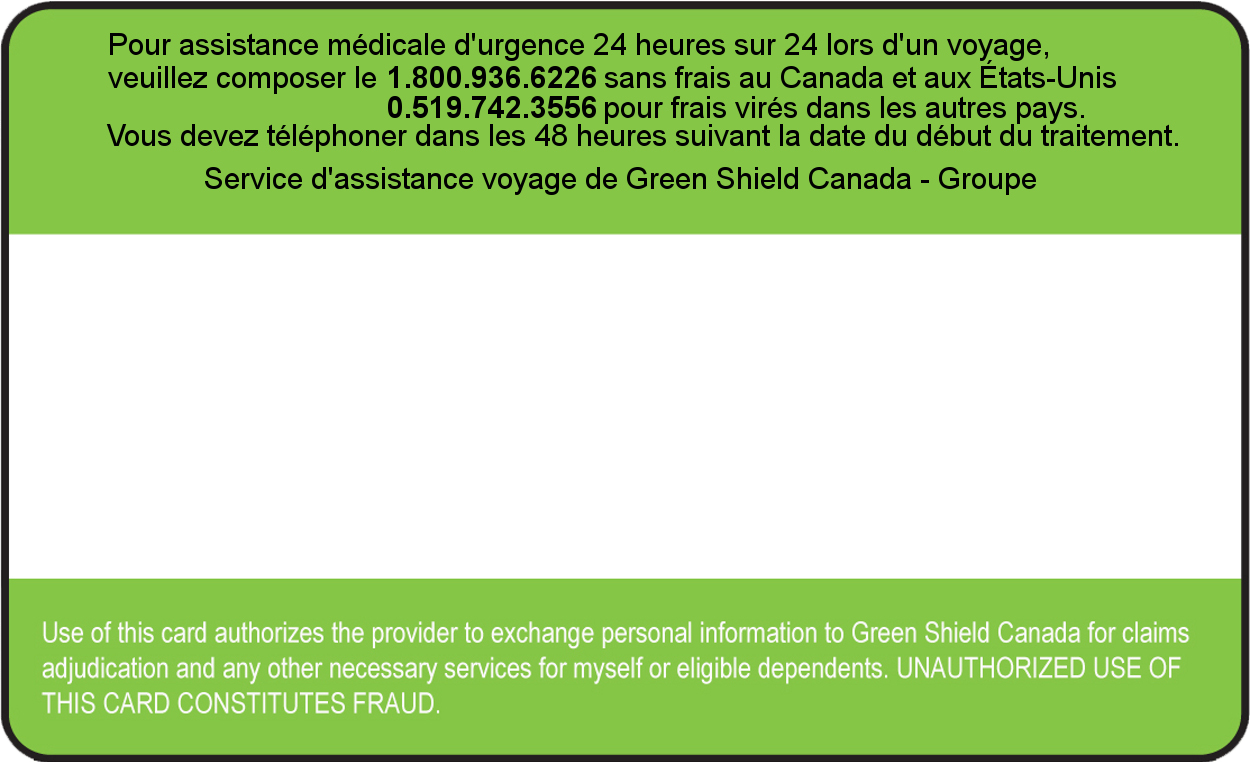 Pour assistance médicale d'urgence 24 heures sur 24 lors d'un voyage,
veuillez composer le 1.800.936.6226 sans frais au Canada et aux États-Unis
0.519.742.3556 pour frais virés dans les autres pays.
Vous devez téléphoner dans les 48 heures suivant la date du début du traitement.
Service d'assistance voyage de Green Shield Canada - Groupe
Use of this card authorizes the provider to exchange personal information to Green Shield Canada for claims
adjudication and any other necessary services for myself or eligible dependents. UNAUTHORIZED USE OF
THIS CARD CONSTITUTES FRAUD.